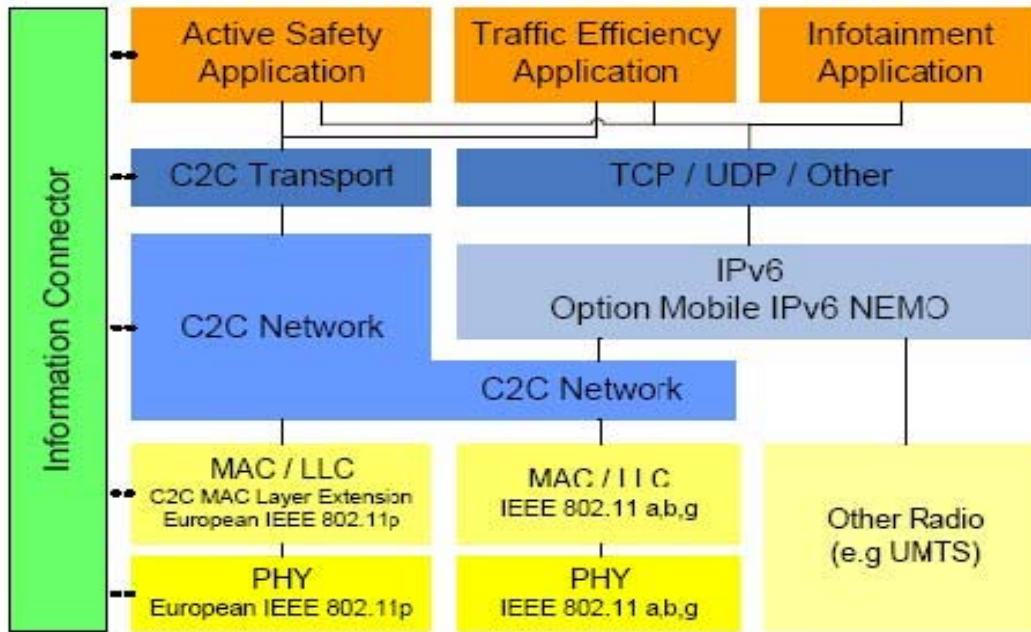 Information Connector
Active Safety
Application
Traffic Efficiency
Application
Infotainment
Application
C2C Transport
TCP / UDP / Other
C2C Network
IPv6
Option Mobile IPv6 NEMO
C2C Network
MAC / LLC
C2C MAC Layer Extension
European IEEE 802.11p
MAC / LLC
IEEE 802.11 a,b,g
Other Radio
(e.g UMTS)
PHY
European IEEE 802.11p
PHY
IEEE 802.11 a,b,g